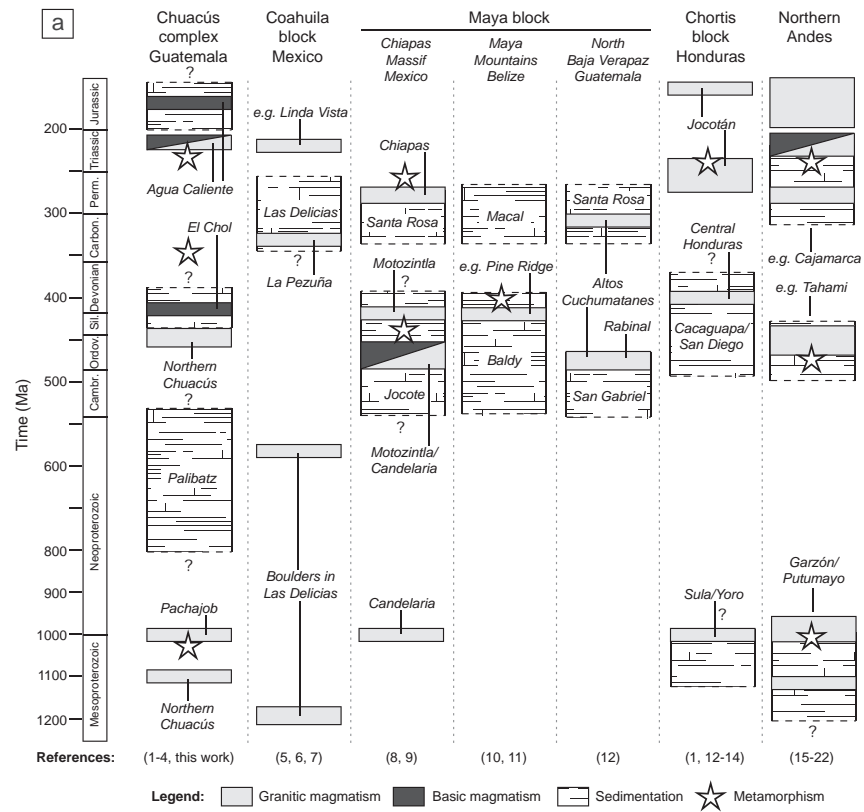 a
Chuacús
complex
Guatemala
Coahuila
block
Mexico
Maya block
Chiapas
Massif
Mexico
Maya
Mountains
Belize
North
Baja Verapaz
Guatemala
Chortis
block
Honduras
Northern
Andes
Time (Ma)
200
300
400
500
600
800
900
1000
1100
1200
Jurassic
Triassic
Perm.
Carbon.
Devonian
Sil.
Ordov.
Cambr.
Neoproterozoic
Mesoproterozoic
?
Agua Caliente
El Chol
?
Northern
Chuacús
?
Palibatz
?
Pachajob
Northern
Chuacús
e.g. Linda Vista
Las Delicias
?
La Pezuña
Boulders in
Las Delicias
Chiapas
Santa Rosa
Motozintla
?
Jocote
?
Motozintla/
Candelaria
Candelaria
Macal
e.g. Pine Ridge
Baldy
Santa Rosa
Altos
Cuchumatanes
Rabinal
San Gabriel
Jocotán
Central
Honduras
?
Cacaguapa/
San Diego
Sula/Yoro
?
e.g. Cajamarca
e.g. Tahami
Garzón/
Putumayo
?
References:
(1-4, this work)
(5, 6, 7)
(8, 9)
(10, 11)
(12)
(1, 12-14)
(15-22)
Legend:
Granitic magmatism
Basic magmatism
Sedimentation
Metamorphism